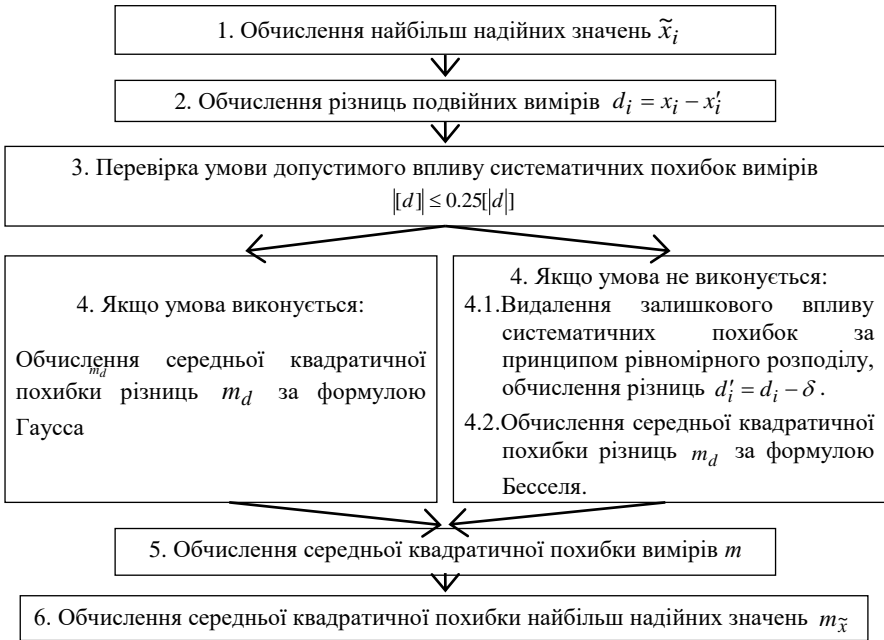 1. Обчислення найбільш надійних значень x̃ᵢ
2. Обчислення різниць подвійних вимірів dᵢ = xᵢ − x′ᵢ
3. Перевірка умови допустимого впливу систематичних похибок вимірів
|[d]| ≤ 0.25[|d|]
4. Якщо умова виконується:
Обчислення середньої квадратичної
m_d
похибки різниць m_d за формулою
Гаусса
4. Якщо умова не виконується:
4.1.Видалення залишкового впливу
систематичних похибок за
принципом рівномірного розподілу,
обчислення різниць d′ᵢ = dᵢ − δ .
4.2.Обчислення середньої квадратичної
похибки різниць m_d за формулою
Бесселя.
5. Обчислення середньої квадратичної похибки вимірів m
6. Обчислення середньої квадратичної похибки найбільш надійних значень m_x̃